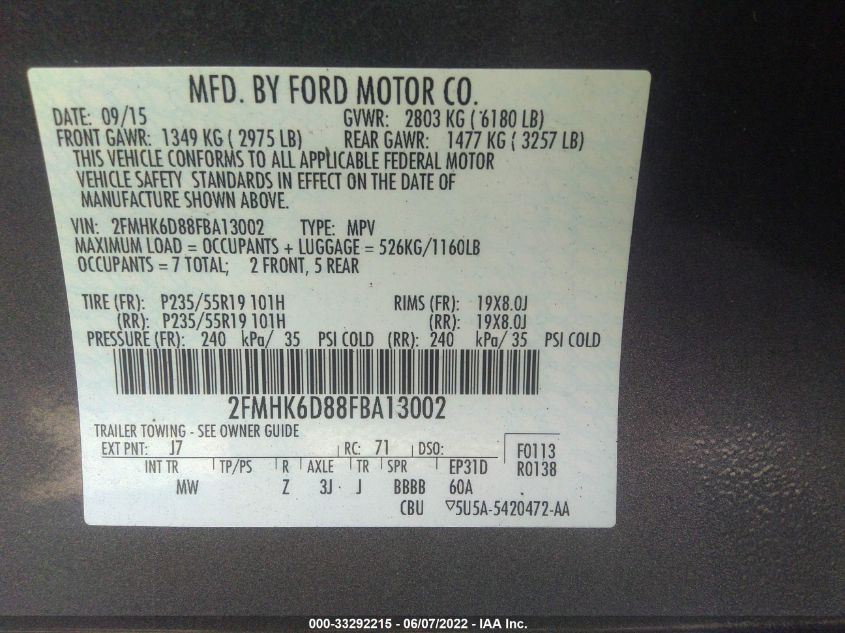 MFD. BY FORD MOTOR CO.
DATE: 09/15 GVWR: 2803 KG ( 6180 LB)
FRONT GAWR: 1349 KG ( 2975 LB) REAR GAWR: 1477 KG ( 3257 LB)
THIS VEHICLE CONFORMS TO ALL APPLICABLE FEDERAL MOTOR
VEHICLE SAFETY STANDARDS IN EFFECT ON THE DATE OF
MANUFACTURE SHOWN ABOVE.
VIN: 2FMHK6D88FBA13002 TYPE: MPV
MAXIMUM LOAD = OCCUPANTS + LUGGAGE = 526KG/1160LB
OCCUPANTS = 7 TOTAL; 2 FRONT, 5 REAR
TIRE (FR): P235/55R19 101H RIMS (FR): 19X8.0J
(RR): P235/55R19 101H (RR): 19X8.0J
PRESSURE (FR): 240 kPa/ 35 PSI COLD (RR): 240 kPa/ 35 PSI COLD
2FMHK6D88FBA13002
TRAILER TOWING - SEE OWNER GUIDE
EXT PNT: J7 RC: 71 DSO: F0113
INT TR TP/PS R AXLE TR SPR EP31D R0138
MW Z 3J J BBBB 60A
CBU ▽5U5A-5420472-AA
000-33292215 - 06/07/2022 - IAA Inc.